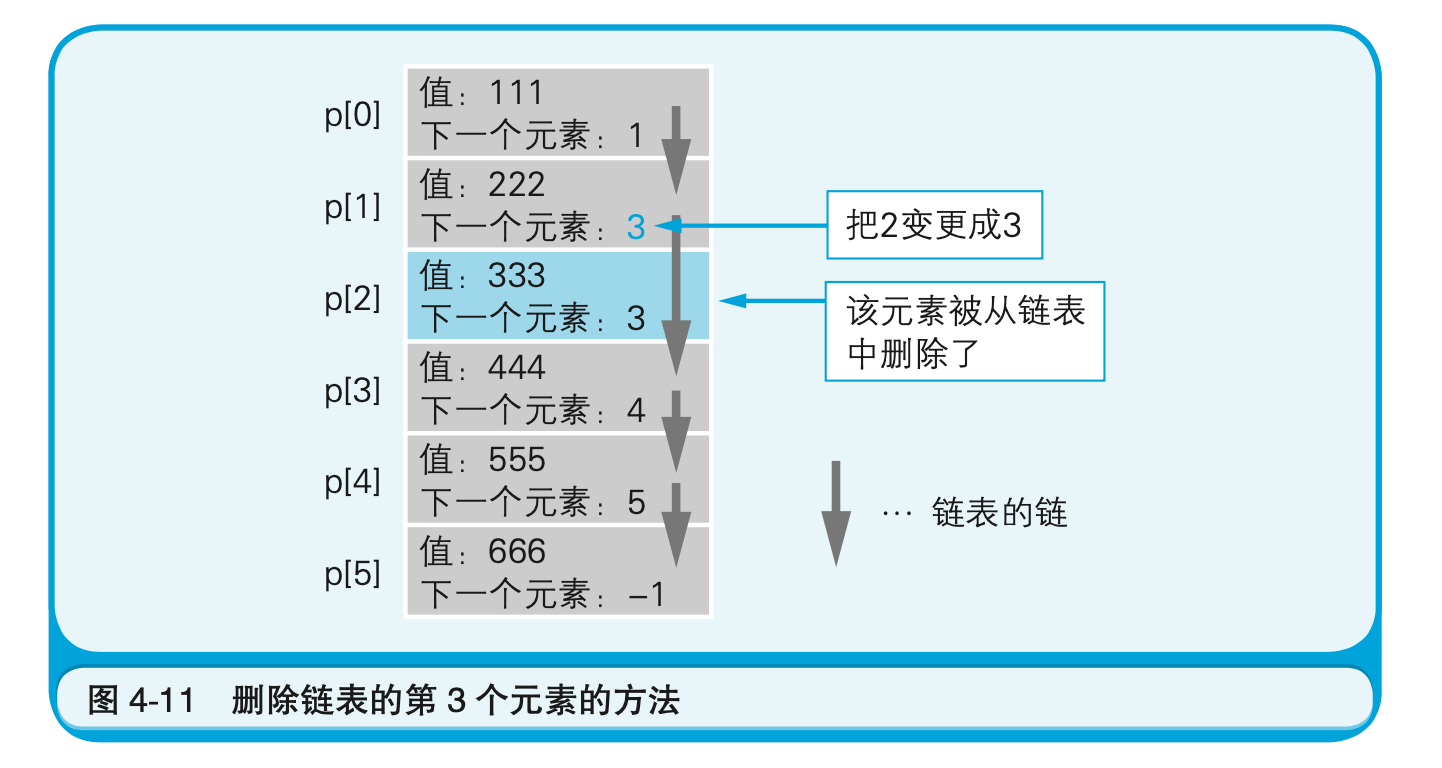 p[0]
值：111
下一个元素：1
p[1]
值：222
下一个元素：3
把2变更成3
p[2]
值：333
下一个元素：3
该元素被从链表
中删除了
p[3]
值：444
下一个元素：4
p[4]
值：555
下一个元素：5
… 链表的链
p[5]
值：666
下一个元素：–1
图 4-11 删除链表的第 3 个元素的方法